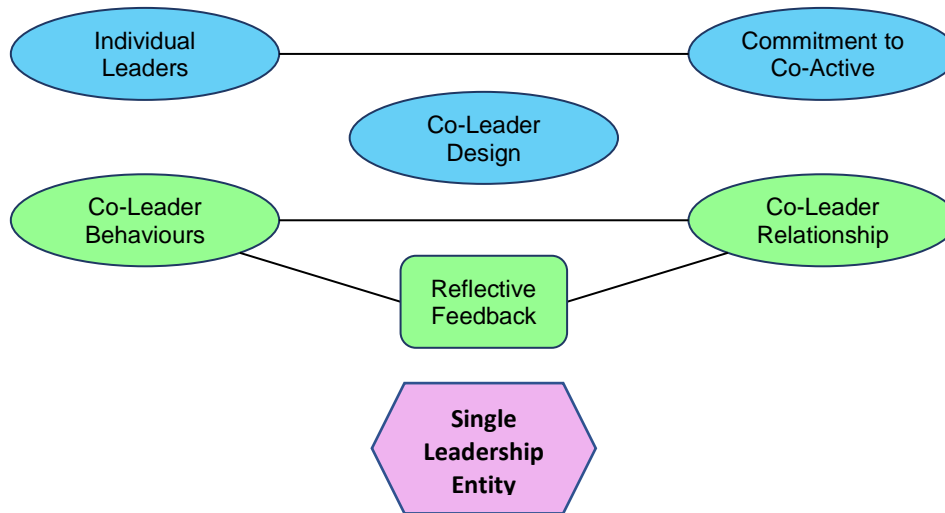 Individual
Leaders
Commitment to
Co-Active
Co-Leader
Design
Co-Leader
Behaviours
Co-Leader
Relationship
Reflective
Feedback
Single
Leadership
Entity